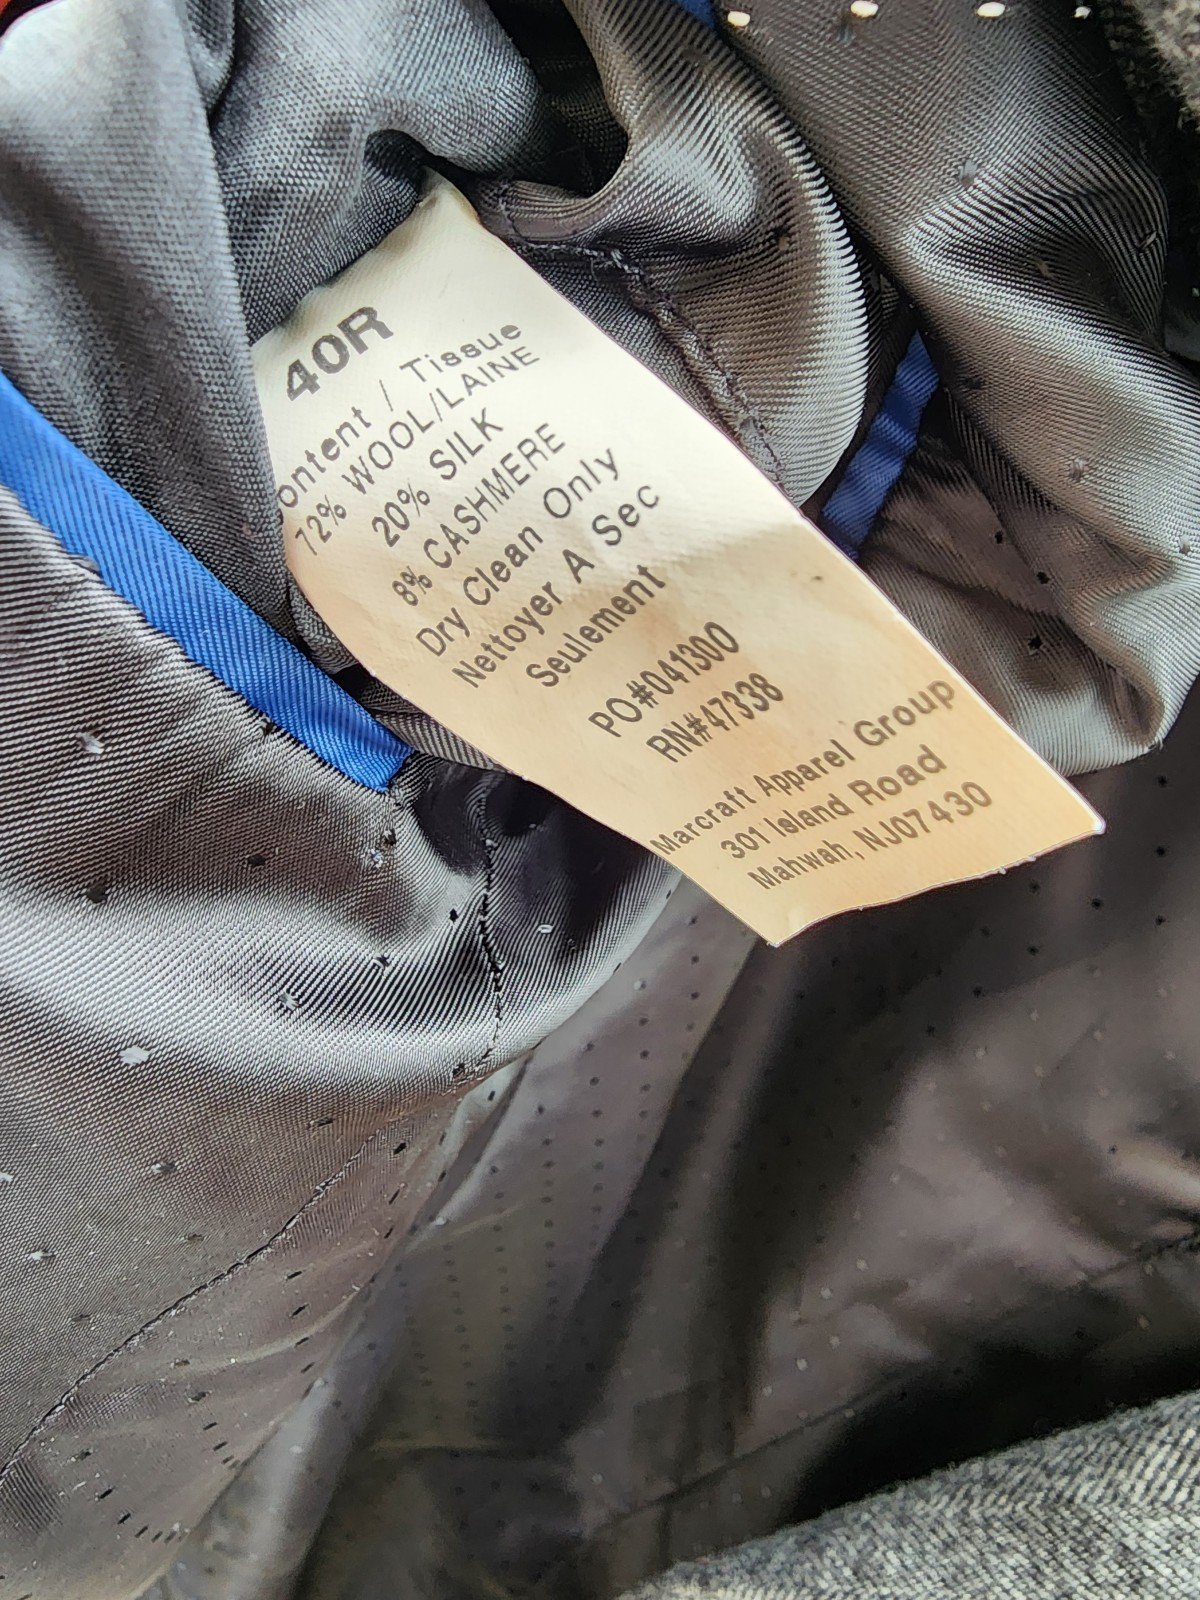 40R
ontent / Tissue
72% WOOL/LAINE
20% SILK
8% CASHMERE
Dry Clean Only
Nettoyer A Sec
Seulement
PO#041300
RN#47338
Marcraft Apparel Group
301 Island Road
Mahwah, NJ07430